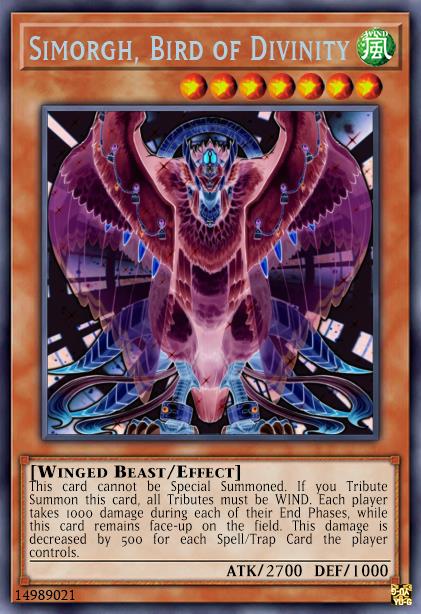 SIMORGH, BIRD OF DIVINITY
WIND
風
[WINGED BEAST/EFFECT]
This card cannot be Special Summoned. If you Tribute
Summon this card, all Tributes must be WIND. Each player
takes 1000 damage during each of their End Phases, while
this card remains face-up on the field. This damage is
decreased by 500 for each Spell/Trap Card the player
controls.
ATK/2700 DEF/1000
14989021